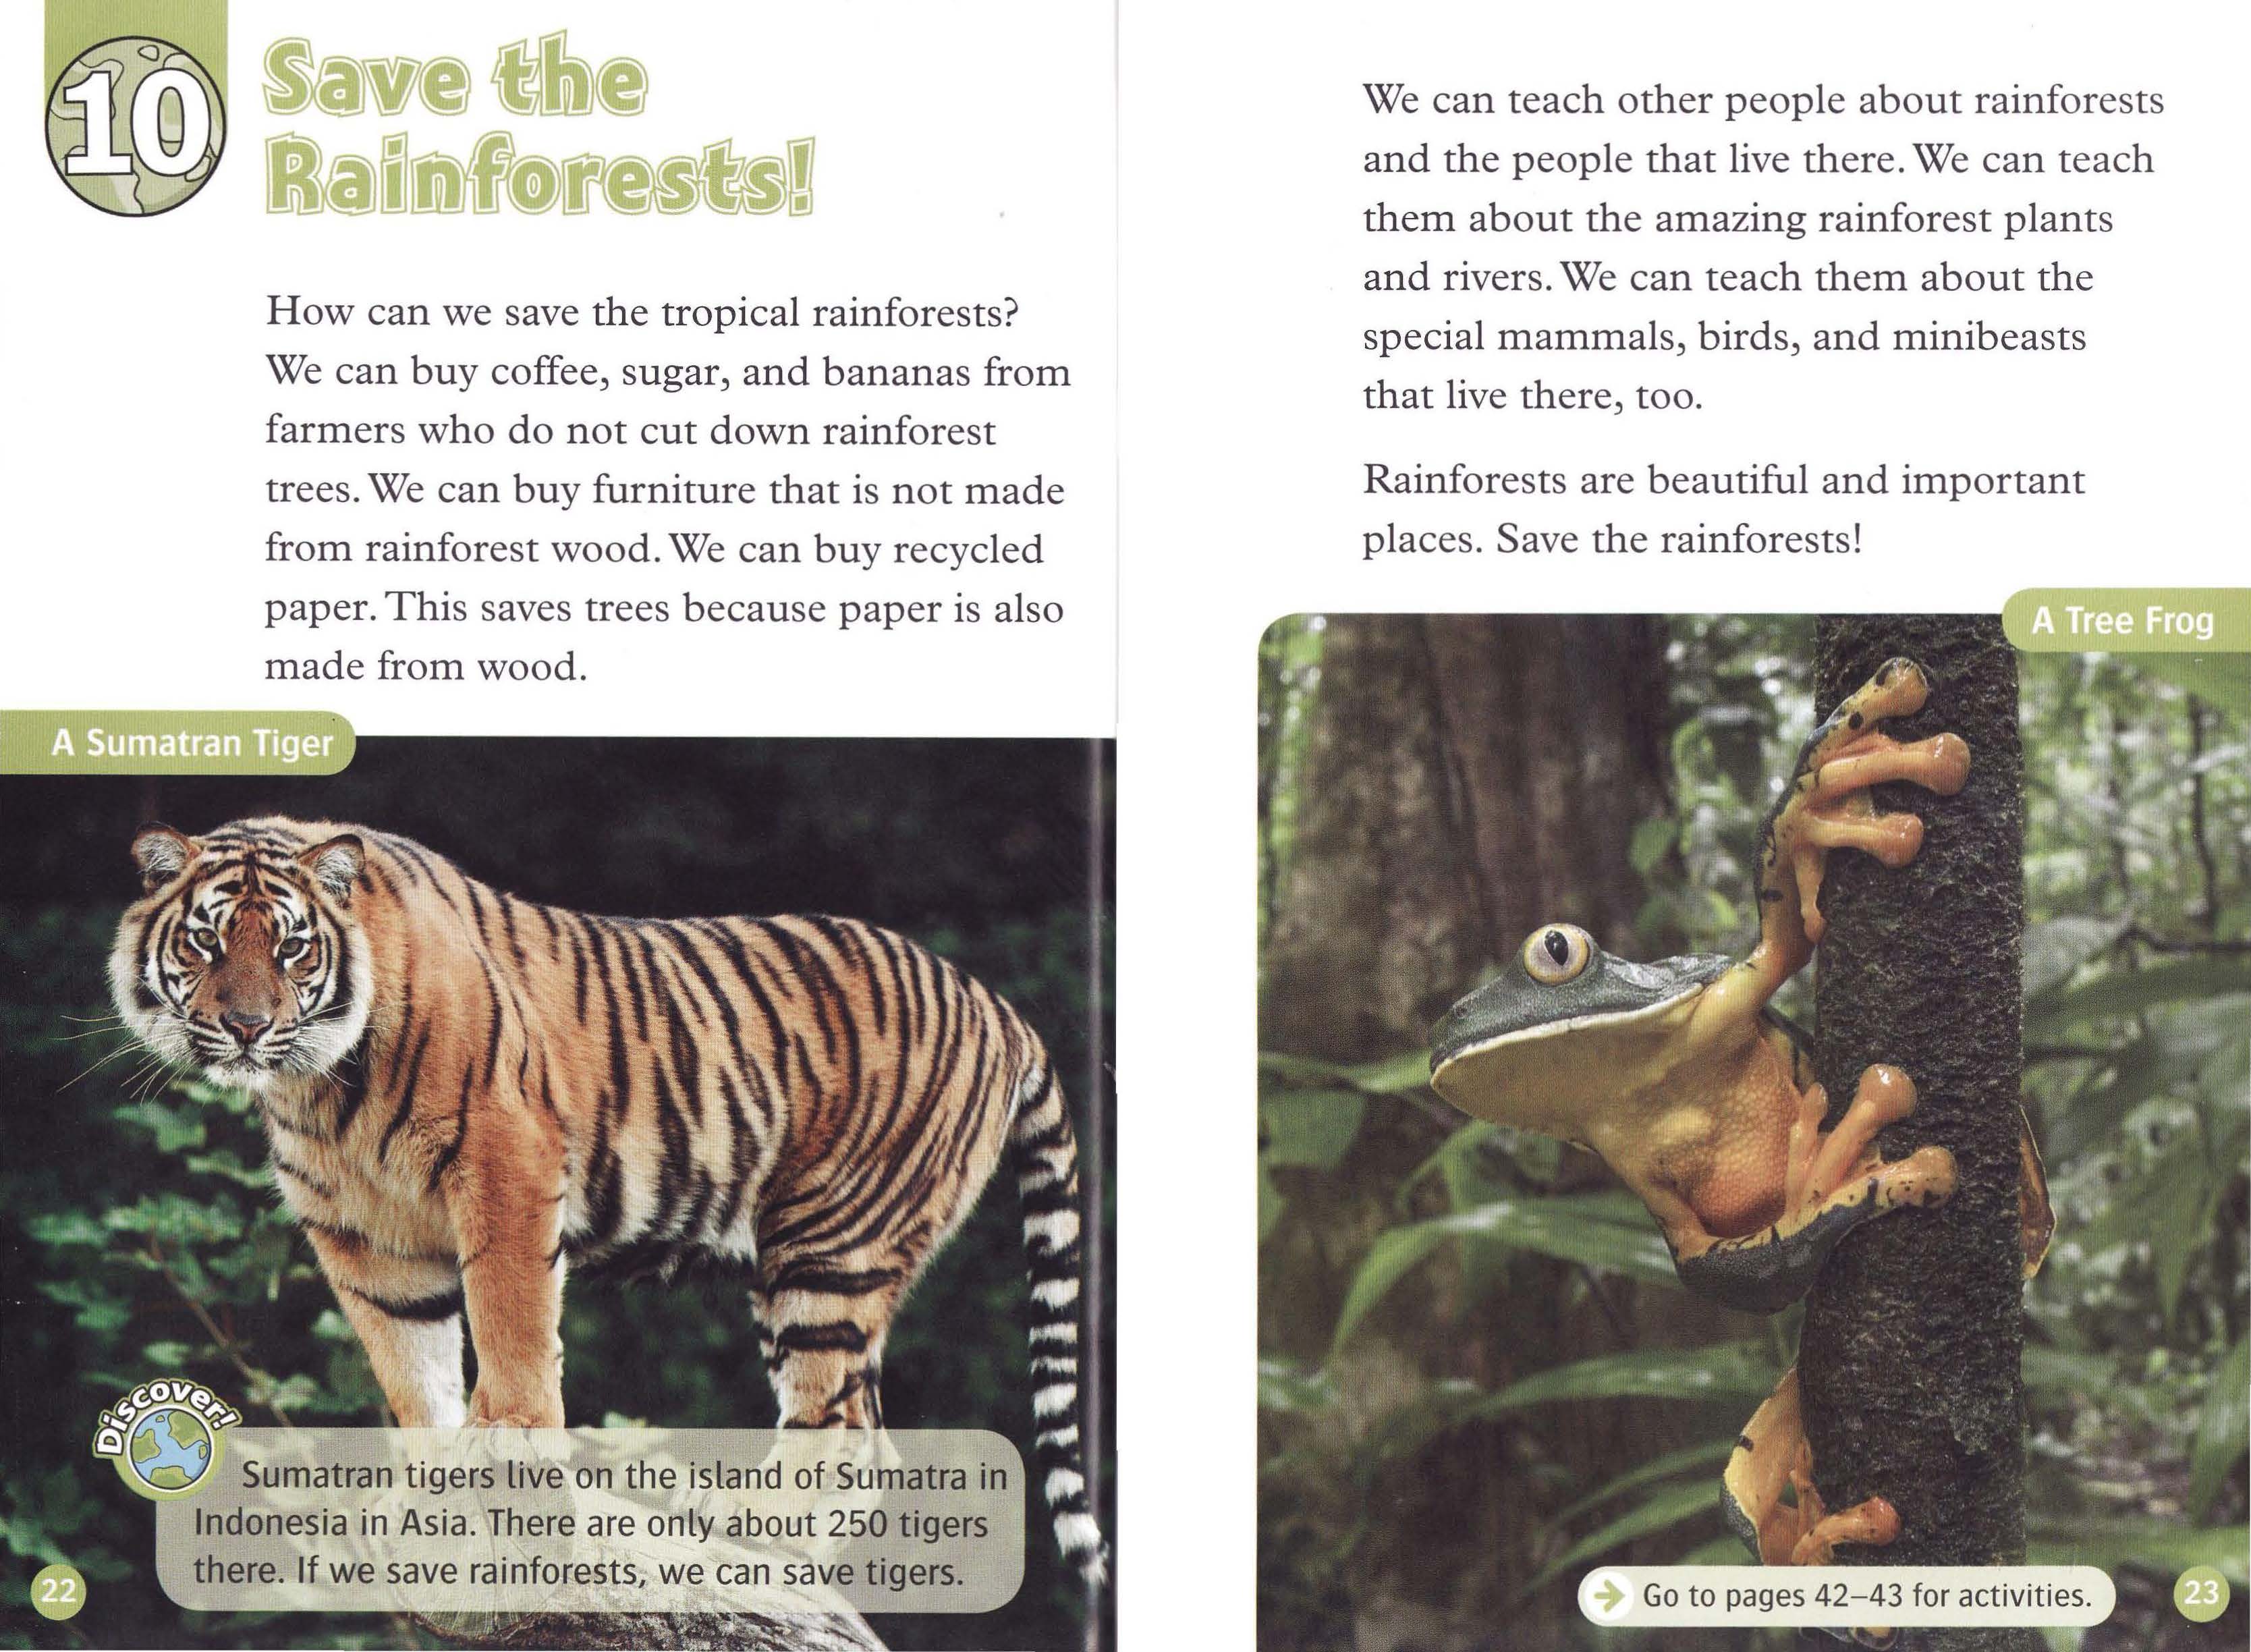 10
Save the
Rainforests!
How can we save the tropical rainforests?
We can buy coffee, sugar, and bananas from
farmers who do not cut down rainforest
trees. We can buy furniture that is not made
from rainforest wood. We can buy recycled
paper. This saves trees because paper is also
made from wood.
A Sumatran Tiger
Discover!
Sumatran tigers live on the island of Sumatra in
Indonesia in Asia. There are only about 250 tigers
there. If we save rainforests, we can save tigers.
22
We can teach other people about rainforests
and the people that live there. We can teach
them about the amazing rainforest plants
and rivers. We can teach them about the
special mammals, birds, and minibeasts
that live there, too.
Rainforests are beautiful and important
places. Save the rainforests!
A Tree Frog
Go to pages 42–43 for activities.
23